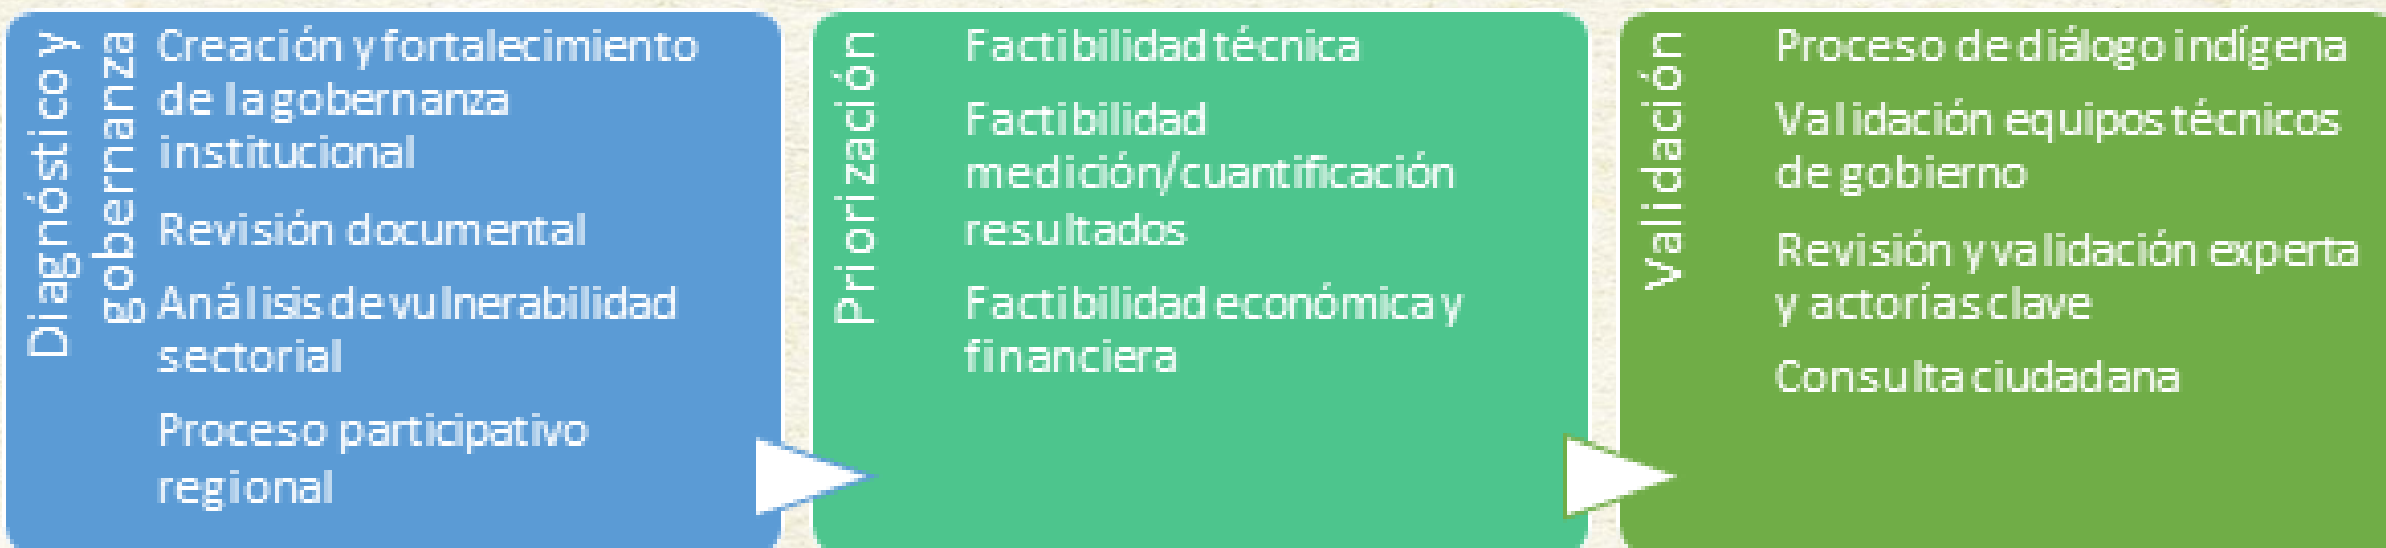 Diagnóstico y
gobernanza
Creación y fortalecimiento
de la gobernanza
institucional
Revisión documental
Análisis de vulnerabilidad
sectorial
Proceso participativo
regional
Priorización
Factibilidad técnica
Factibilidad
medición/cuantificación
resultados
Factibilidad económica y
financiera
Validación
Proceso de diálogo indígena
Validación equipos técnicos
de gobierno
Revisión y validación experta
y actorías clave
Consulta ciudadana